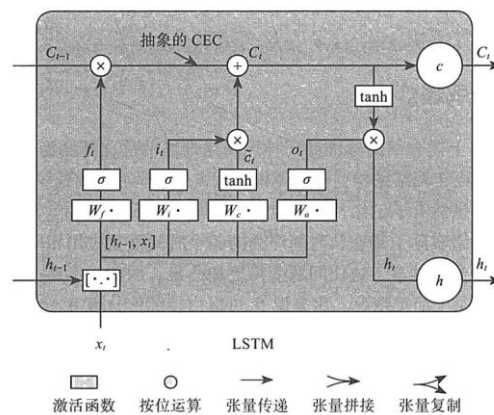 抽象的 CEC
C_{t-1}
C_t
C_t
×
+
c
tanh
f_t
i_t
×
c̃_t
o_t
×
σ
σ
tanh
σ
W_f ·
W_i ·
W_c ·
W_o ·
[h_{t-1}, x_t]
h_{t-1}
[·,·]
h_t
h
h_t
x_t
LSTM
激活函数
按位运算
张量传递
张量拼接
张量复制